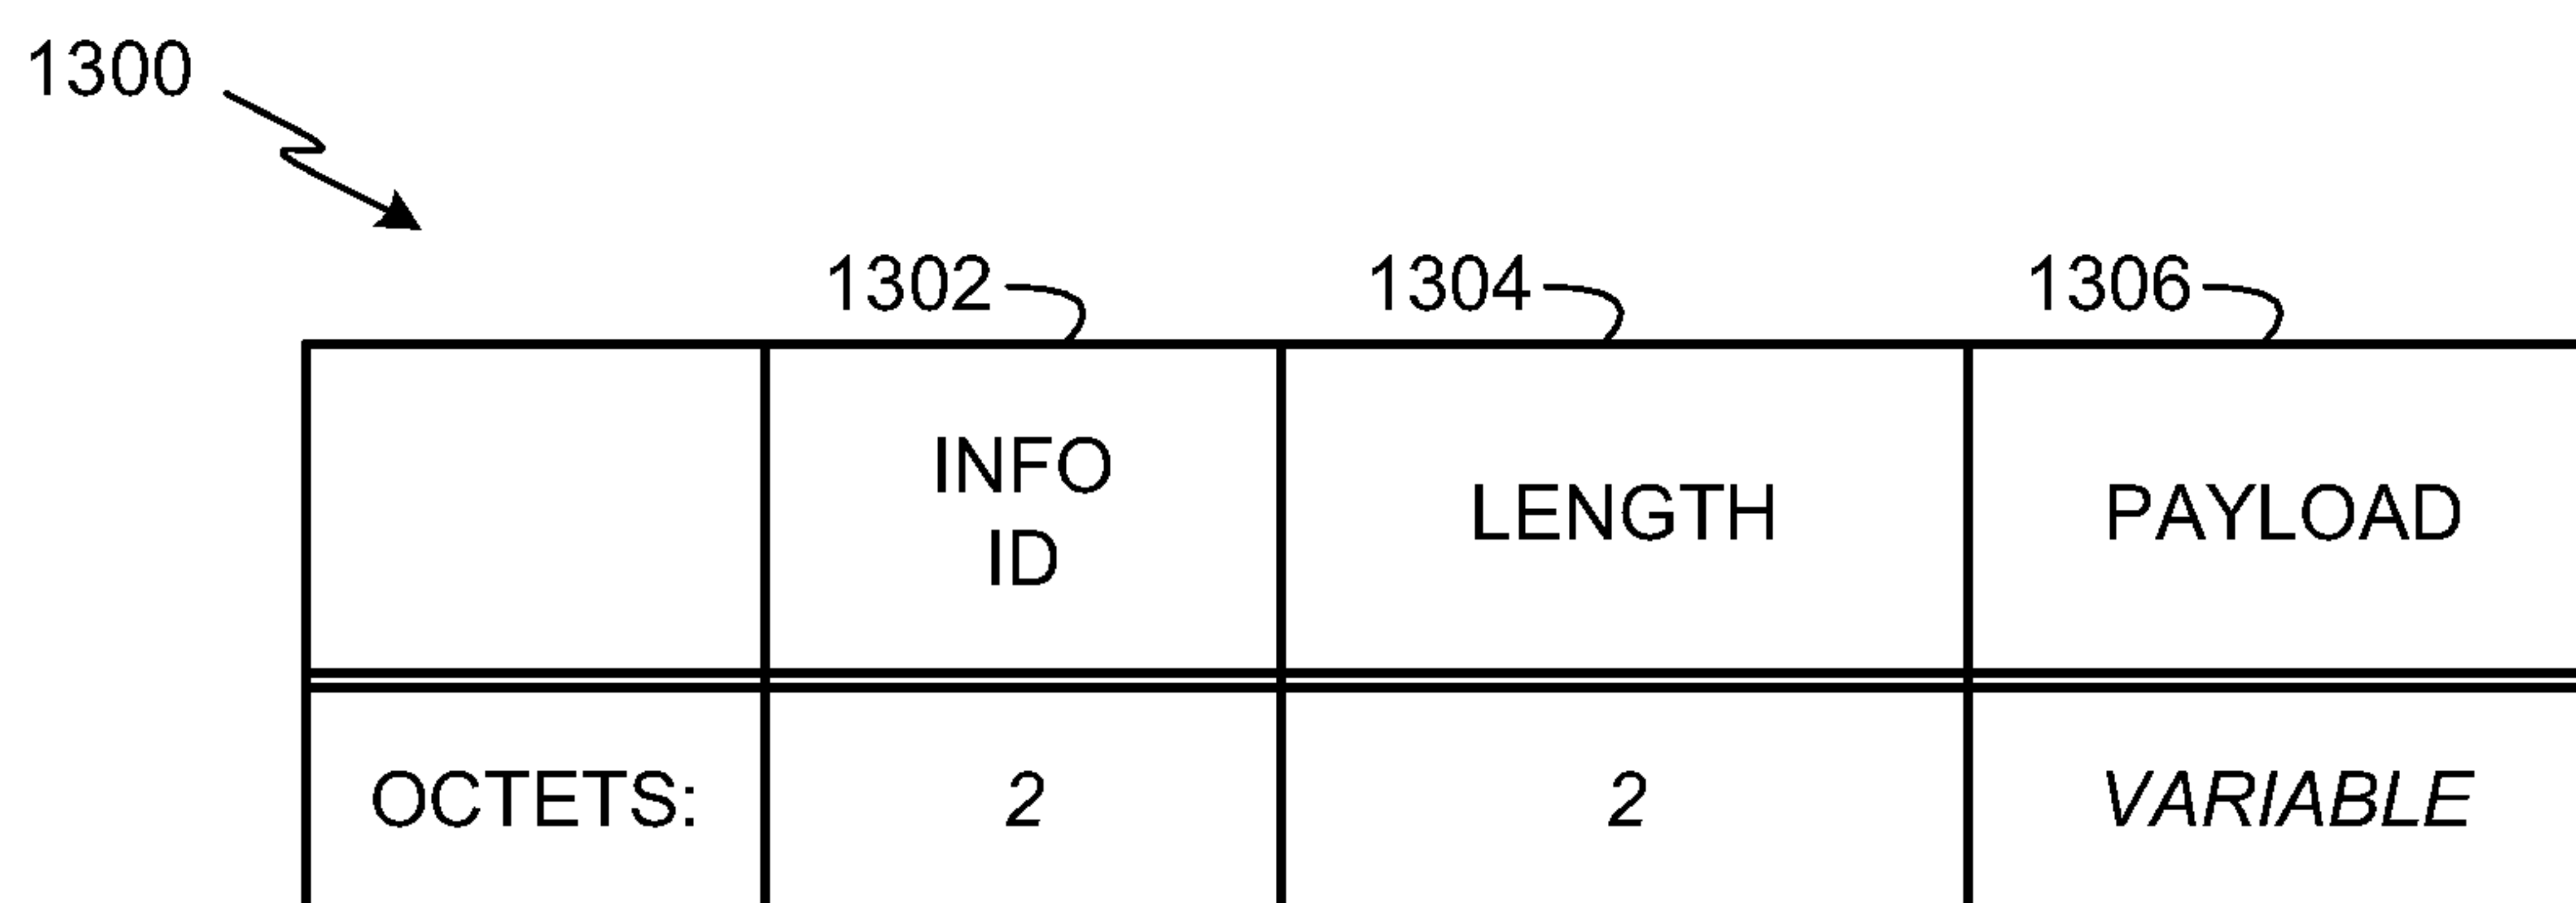 1300
1302 1304 1306
INFO
ID
LENGTH
PAYLOAD
OCTETS: 2 2 VARIABLE